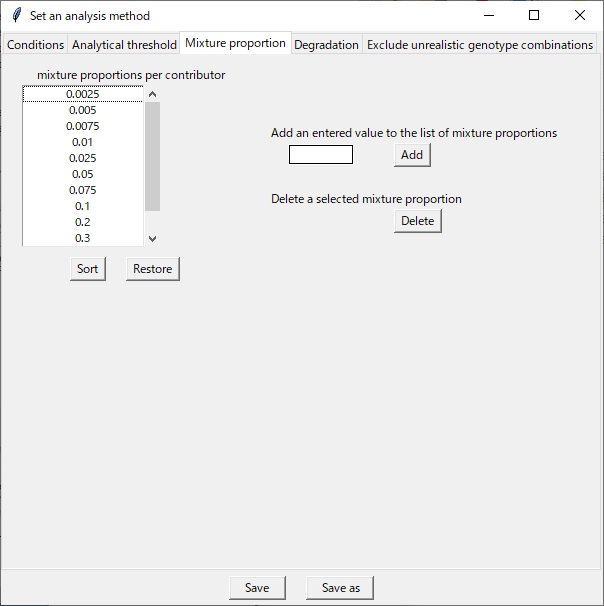 Set an analysis method
Conditions Analytical threshold Mixture proportion Degradation Exclude unrealistic genotype combinations
mixture proportions per contributor
0.0025
0.005
0.0075
0.01
0.025
0.05
0.075
0.1
0.2
0.3
Sort Restore
Add an entered value to the list of mixture proportions
Add
Delete a selected mixture proportion
Delete
Save Save as